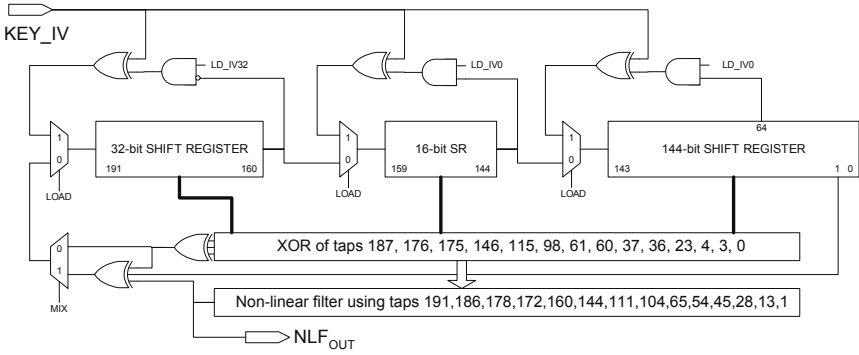 KEY_IV
LD_IV32
LD_IV0
LD_IV0
64
1
0
32-bit SHIFT REGISTER
191 160
LOAD
1
0
16-bit SR
159 144
LOAD
1
0
144-bit SHIFT REGISTER
143 1 0
LOAD
XOR of taps 187, 176, 175, 146, 115, 98, 61, 60, 37, 36, 23, 4, 3, 0
0
1
MIX
Non-linear filter using taps 191,186,178,172,160,144,111,104,65,54,45,28,13,1
NLFOUT